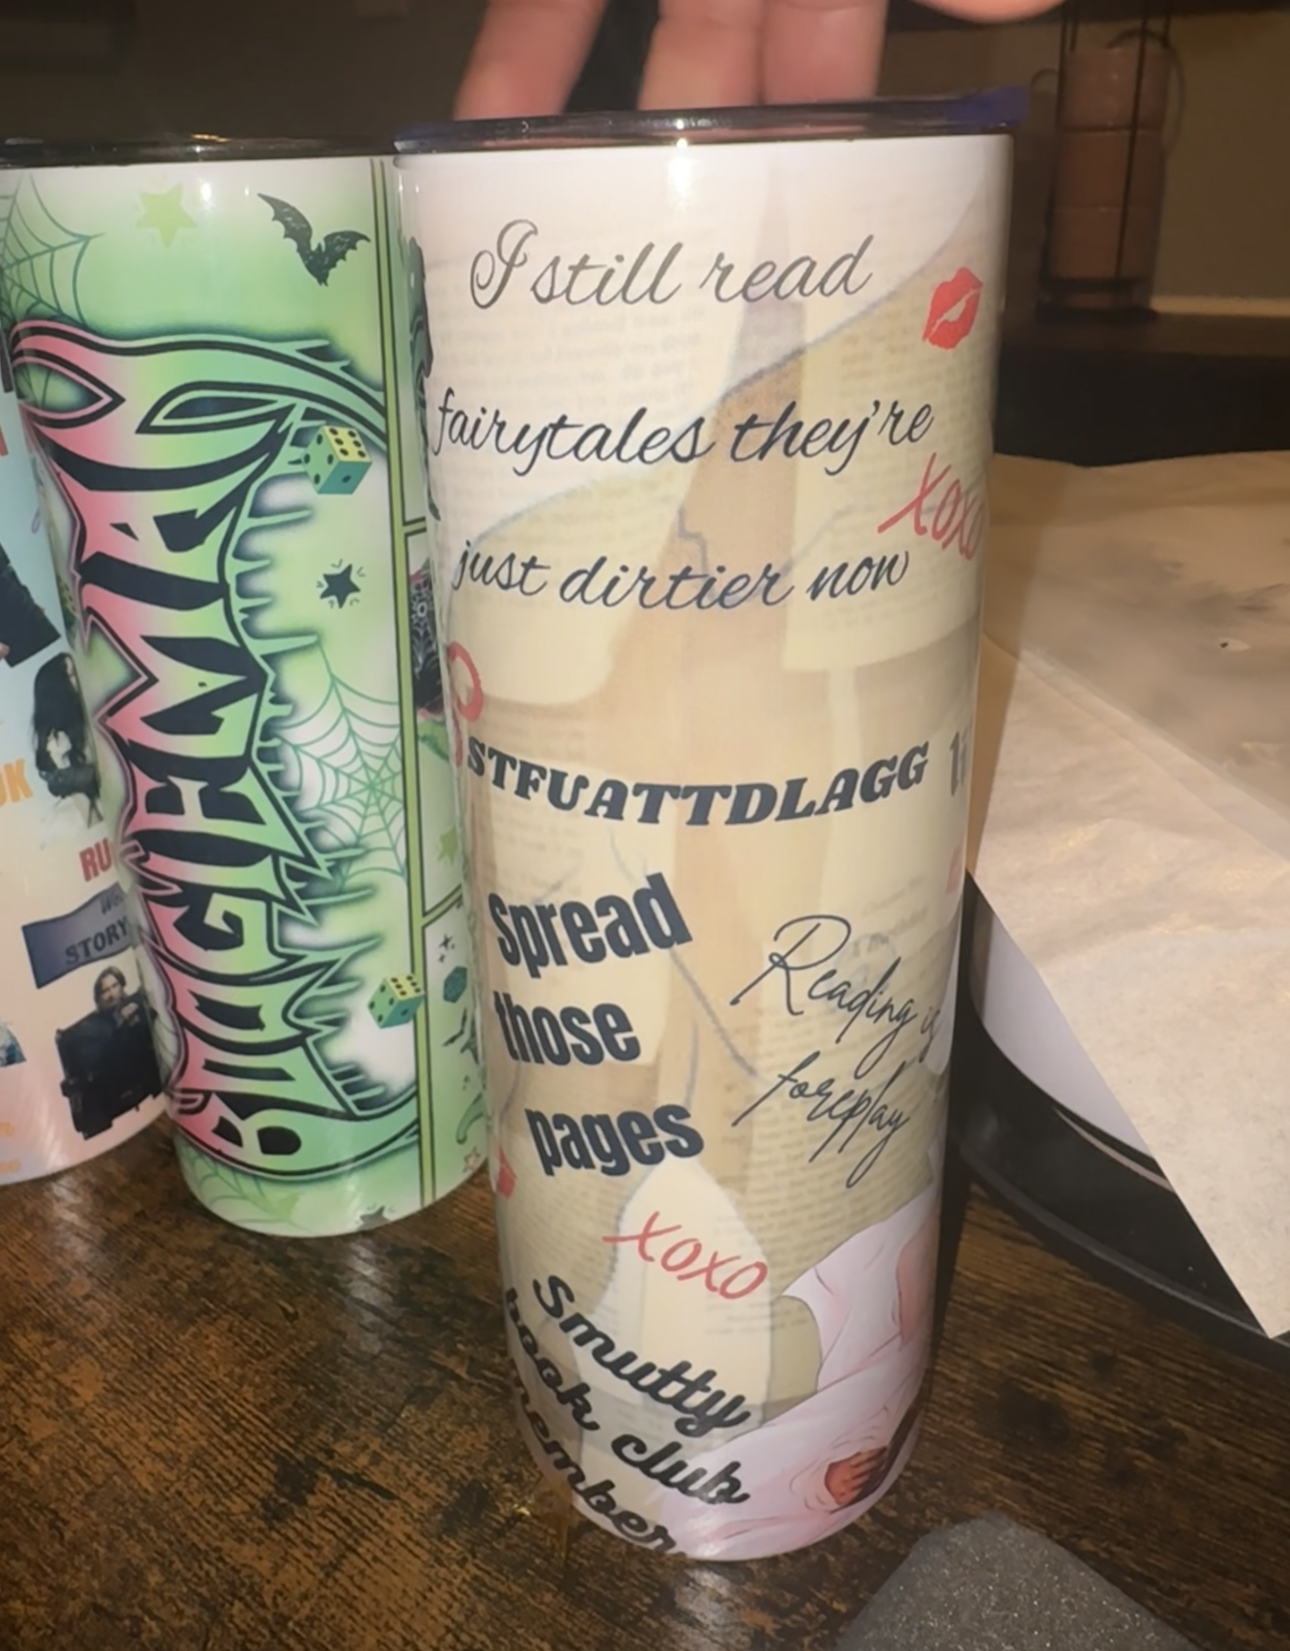 I still read
fairytales they're
XOXO
just dirtier now
STFUATTDLAGG
Spread
those
pages
Reading is
foreplay
XOXO
Smutty
book club
member
RU
STORY